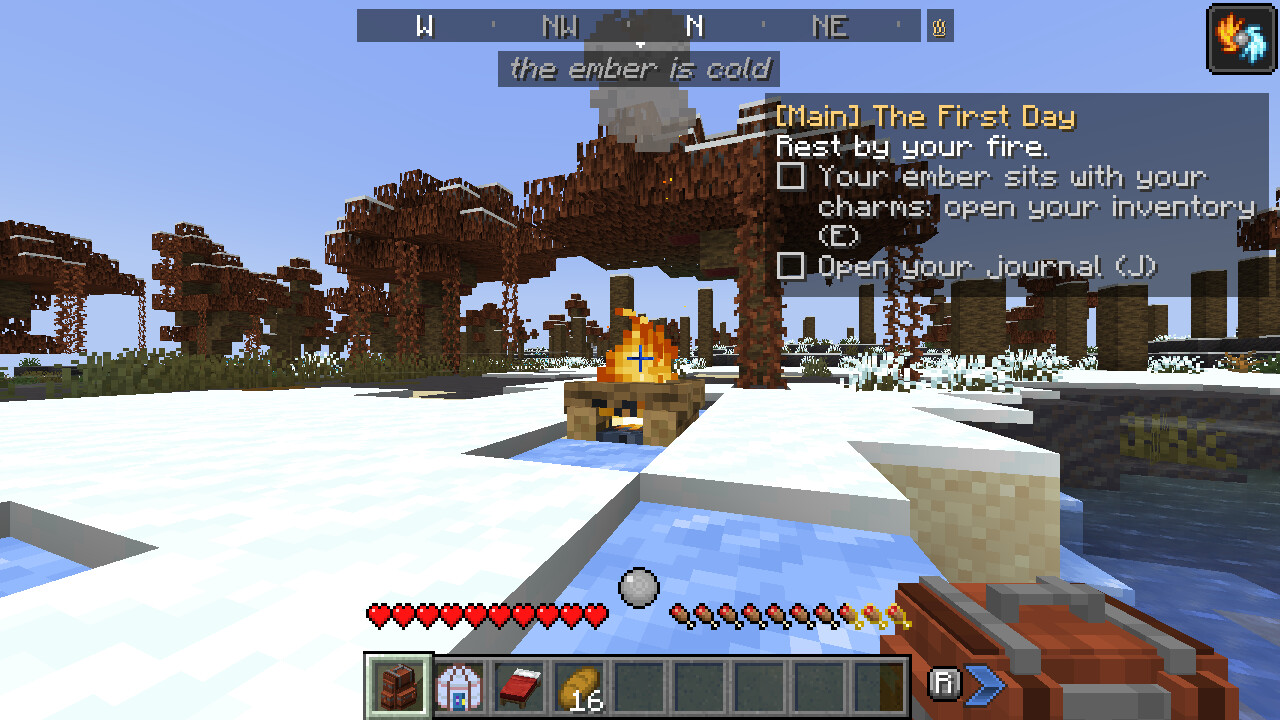 W NW N NE
the ember is cold
[Main] The First Day
Rest by your fire.
Your ember sits with your
charms: open your inventory
(E)
Open your journal (J)
16
R